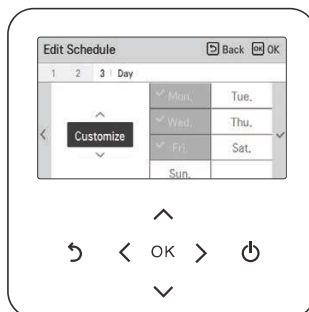 Edit Schedule Back OK OK
1 2 3 Day
Mon. Tue.
Wed. Thu.
Customize
Fri. Sat.
Sun.
OK